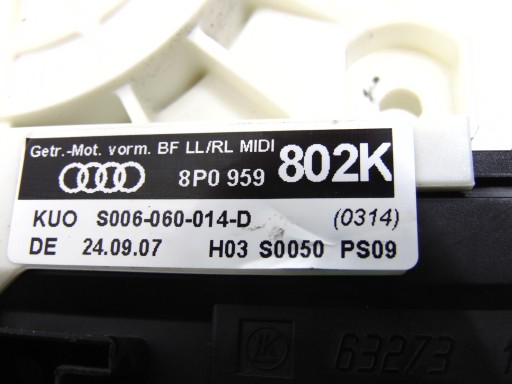 Getr.-Mot. vorm. BF LL/RL MIDI
8P0 959 802K
KUO S006-060-014-D (0314)
DE 24.09.07 H03 S0050 PS09
K 63273